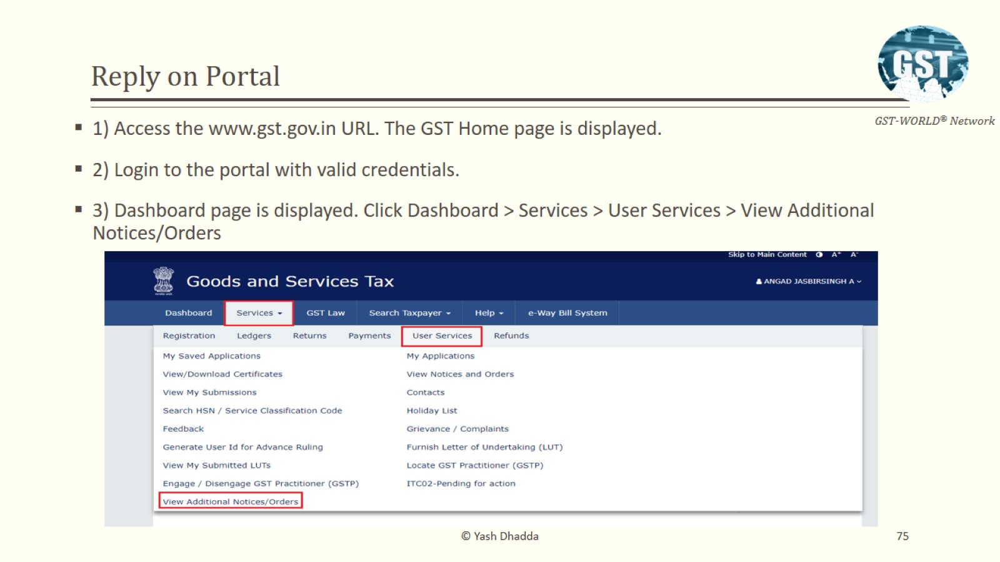 GST
Reply on Portal
GST-WORLD® Network
▪ 1) Access the www.gst.gov.in URL. The GST Home page is displayed.
▪ 2) Login to the portal with valid credentials.
▪ 3) Dashboard page is displayed. Click Dashboard > Services > User Services > View Additional
Notices/Orders
Skip to Main Content A+ A-
Goods and Services Tax
ANGAD JASBIRSINGH A
Dashboard Services GST Law Search Taxpayer Help e-Way Bill System
Registration Ledgers Returns Payments User Services Refunds
My Saved Applications My Applications
View/Download Certificates View Notices and Orders
View My Submissions Contacts
Search HSN / Service Classification Code Holiday List
Feedback Grievance / Complaints
Generate User Id for Advance Ruling Furnish Letter of Undertaking (LUT)
View My Submitted LUTs Locate GST Practitioner (GSTP)
Engage / Disengage GST Practitioner (GSTP) ITC02-Pending for action
View Additional Notices/Orders
© Yash Dhadda 75